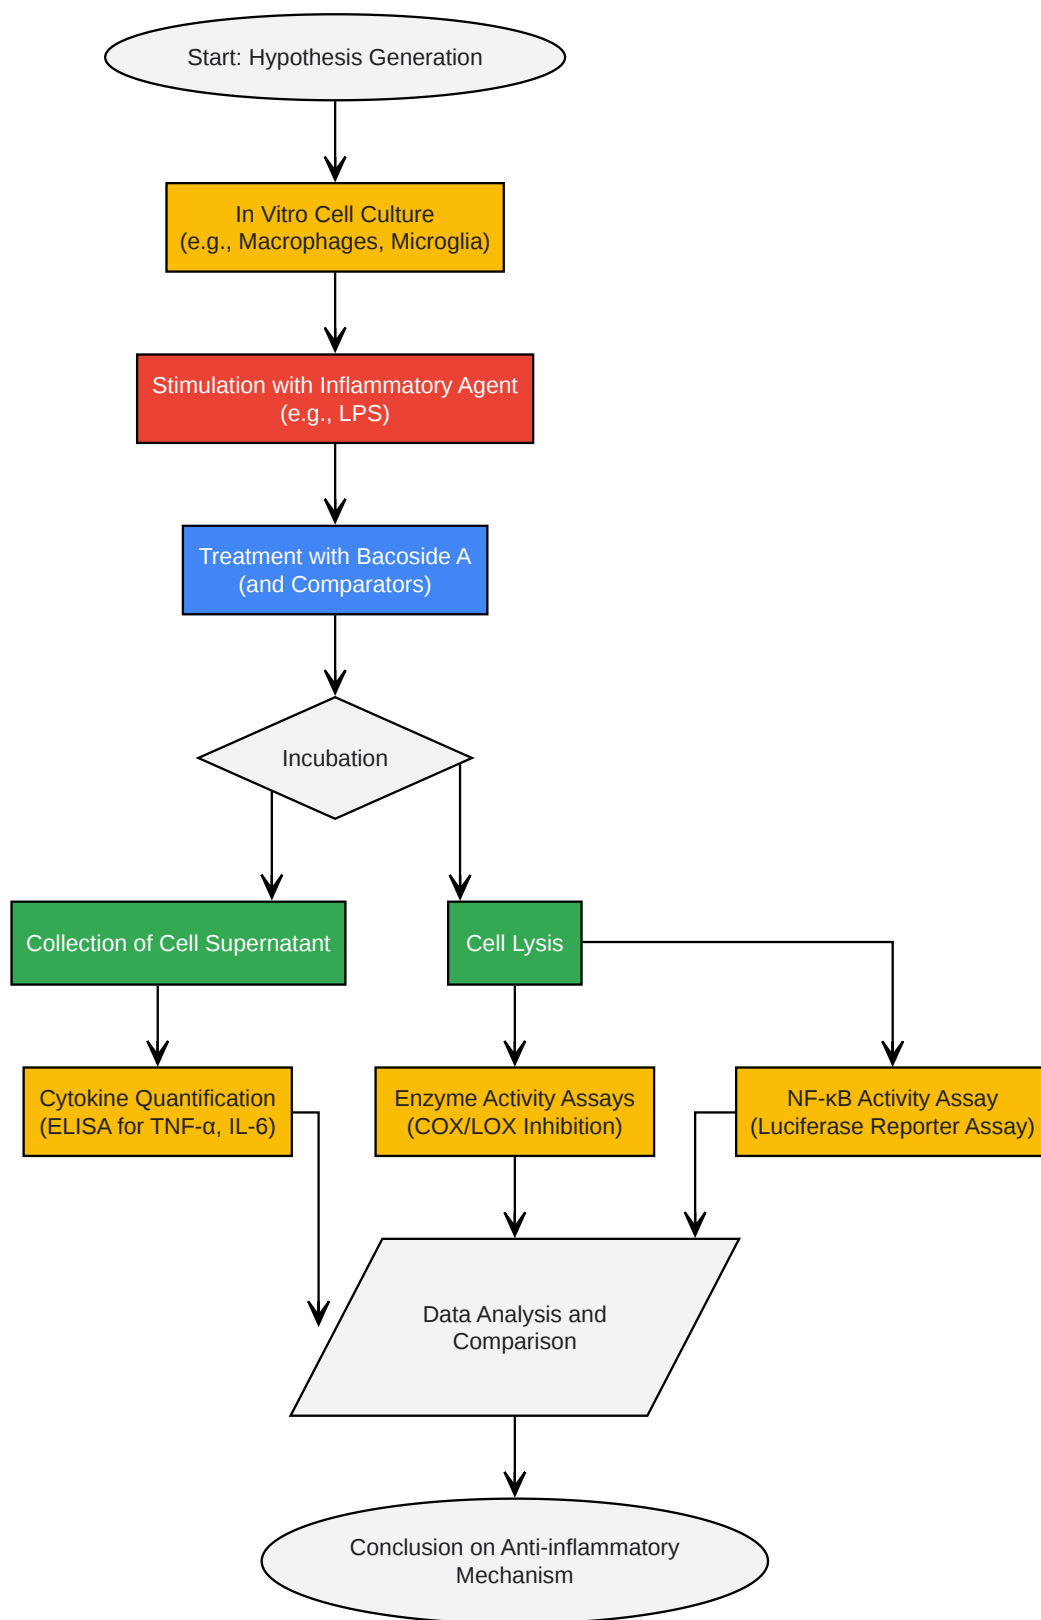 Start: Hypothesis Generation
In Vitro Cell Culture
(e.g., Macrophages, Microglia)
Stimulation with Inflammatory Agent
(e.g., LPS)
Treatment with Bacoside A
(and Comparators)
Incubation
Collection of Cell Supernatant
Cell Lysis
Cytokine Quantification
(ELISA for TNF-α, IL-6)
Enzyme Activity Assays
(COX/LOX Inhibition)
NF-κB Activity Assay
(Luciferase Reporter Assay)
Data Analysis and
Comparison
Conclusion on Anti-inflammatory
Mechanism